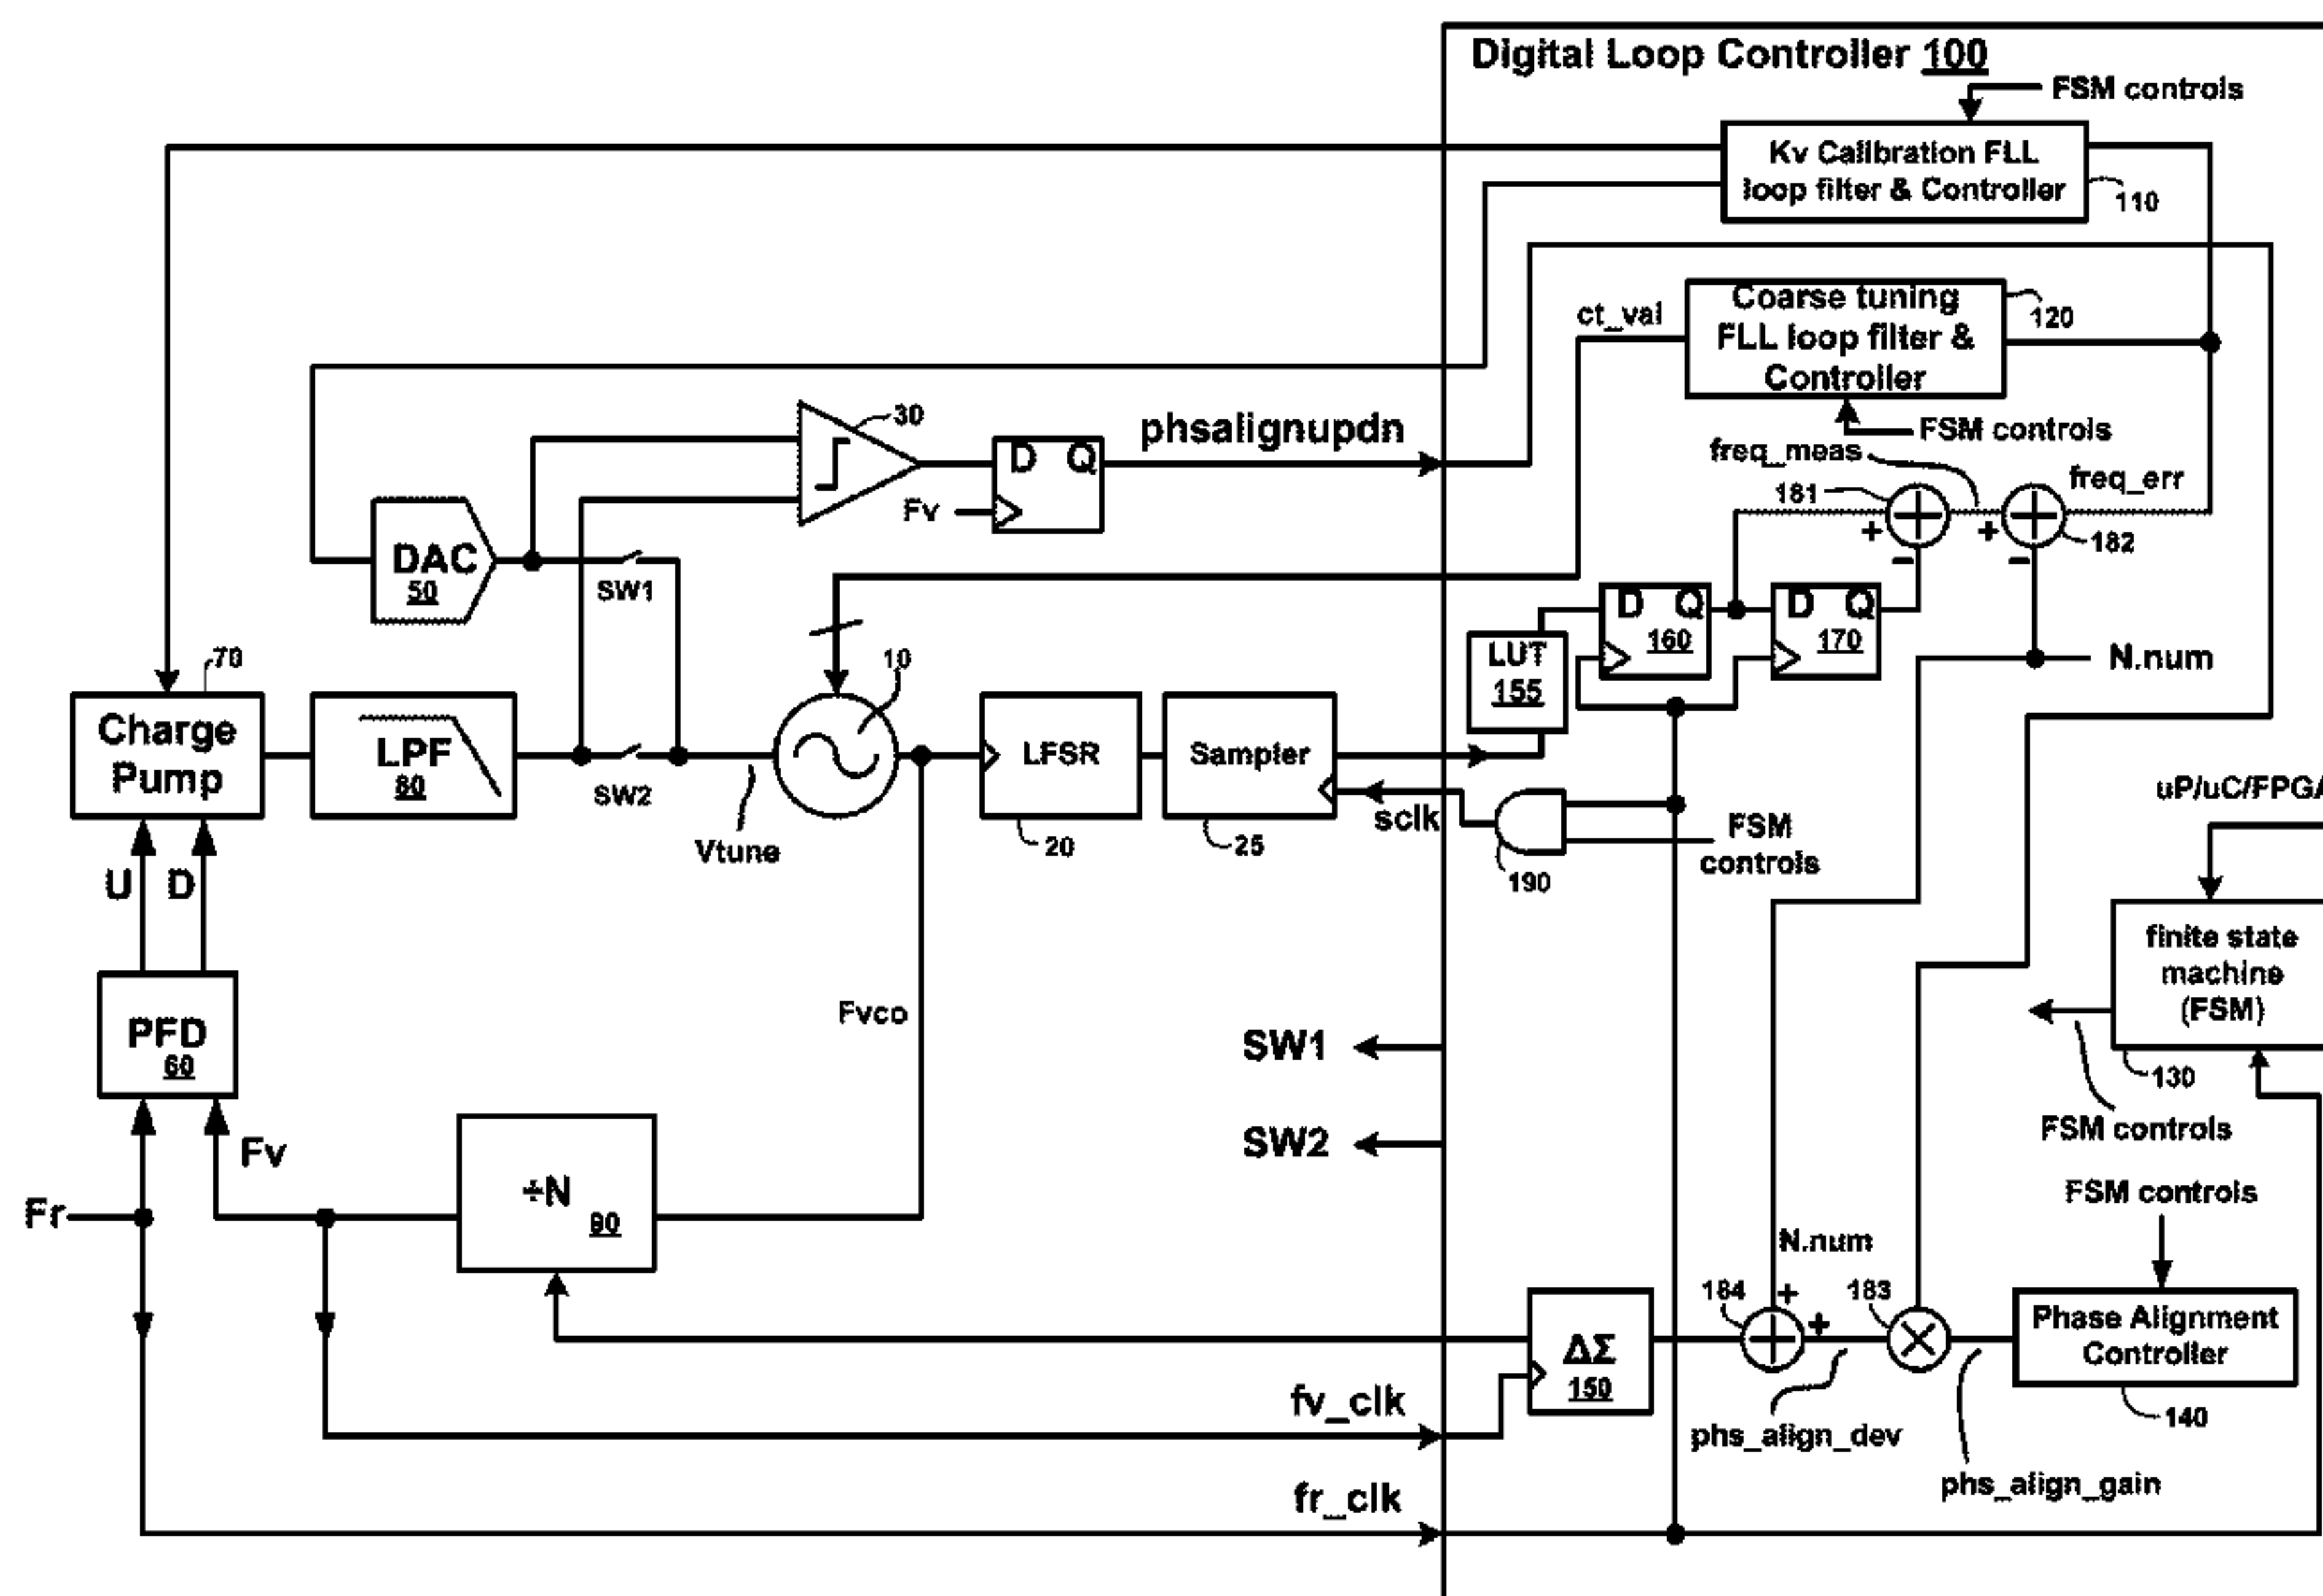 Digital Loop Controller 100
FSM controls
Kv Calibration FLL
loop filter & Controller
110
ct_val
Coarse tuning
FLL loop filter &
Controller
120
30
phsalignupdn
FSM controls
freq_meas
freq_err
D Q
Fv
181
+
+
182
−
−
DAC
50
SW1
D Q
160
D Q
170
LUT
155
N.num
70
10
Charge
Pump
LPF
80
SW2
Vtune
LFSR
20
Sampler
25
sclk
190
FSM
controls
uP/uC/FPGA
U D
finite state
machine
(FSM)
130
FSM controls
PFD
60
Fvco
SW1
SW2
Fv
Fr
÷N
90
FSM controls
N.num
184
+
+
183
Phase Alignment
Controller
140
ΔΣ
150
fv_clk
phs_align_dev
phs_align_gain
fr_clk